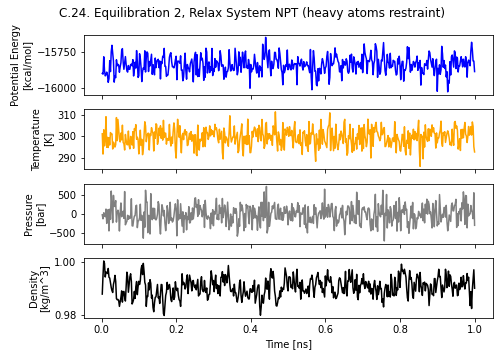 C.24. Equilibration 2, Relax System NPT (heavy atoms restraint)
Potential Energy
[kcal/mol]
−15750
−16000
Temperature
[K]
310
300
290
Pressure
[bar]
500
0
−500
Density
[kg/m^3]
1.00
0.98
0.0 0.2 0.4 0.6 0.8 1.0
Time [ns]